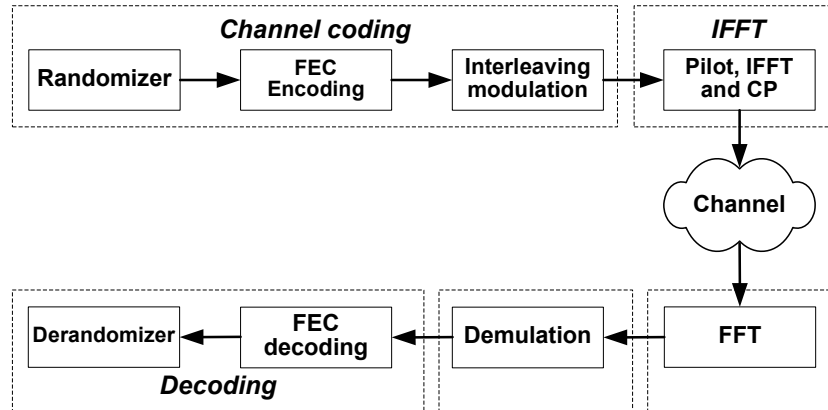 Channel coding
IFFT
Randomizer
FEC
Encoding
Interleaving
modulation
Pilot, IFFT
and CP
Channel
Derandomizer
FEC
decoding
Demulation
FFT
Decoding